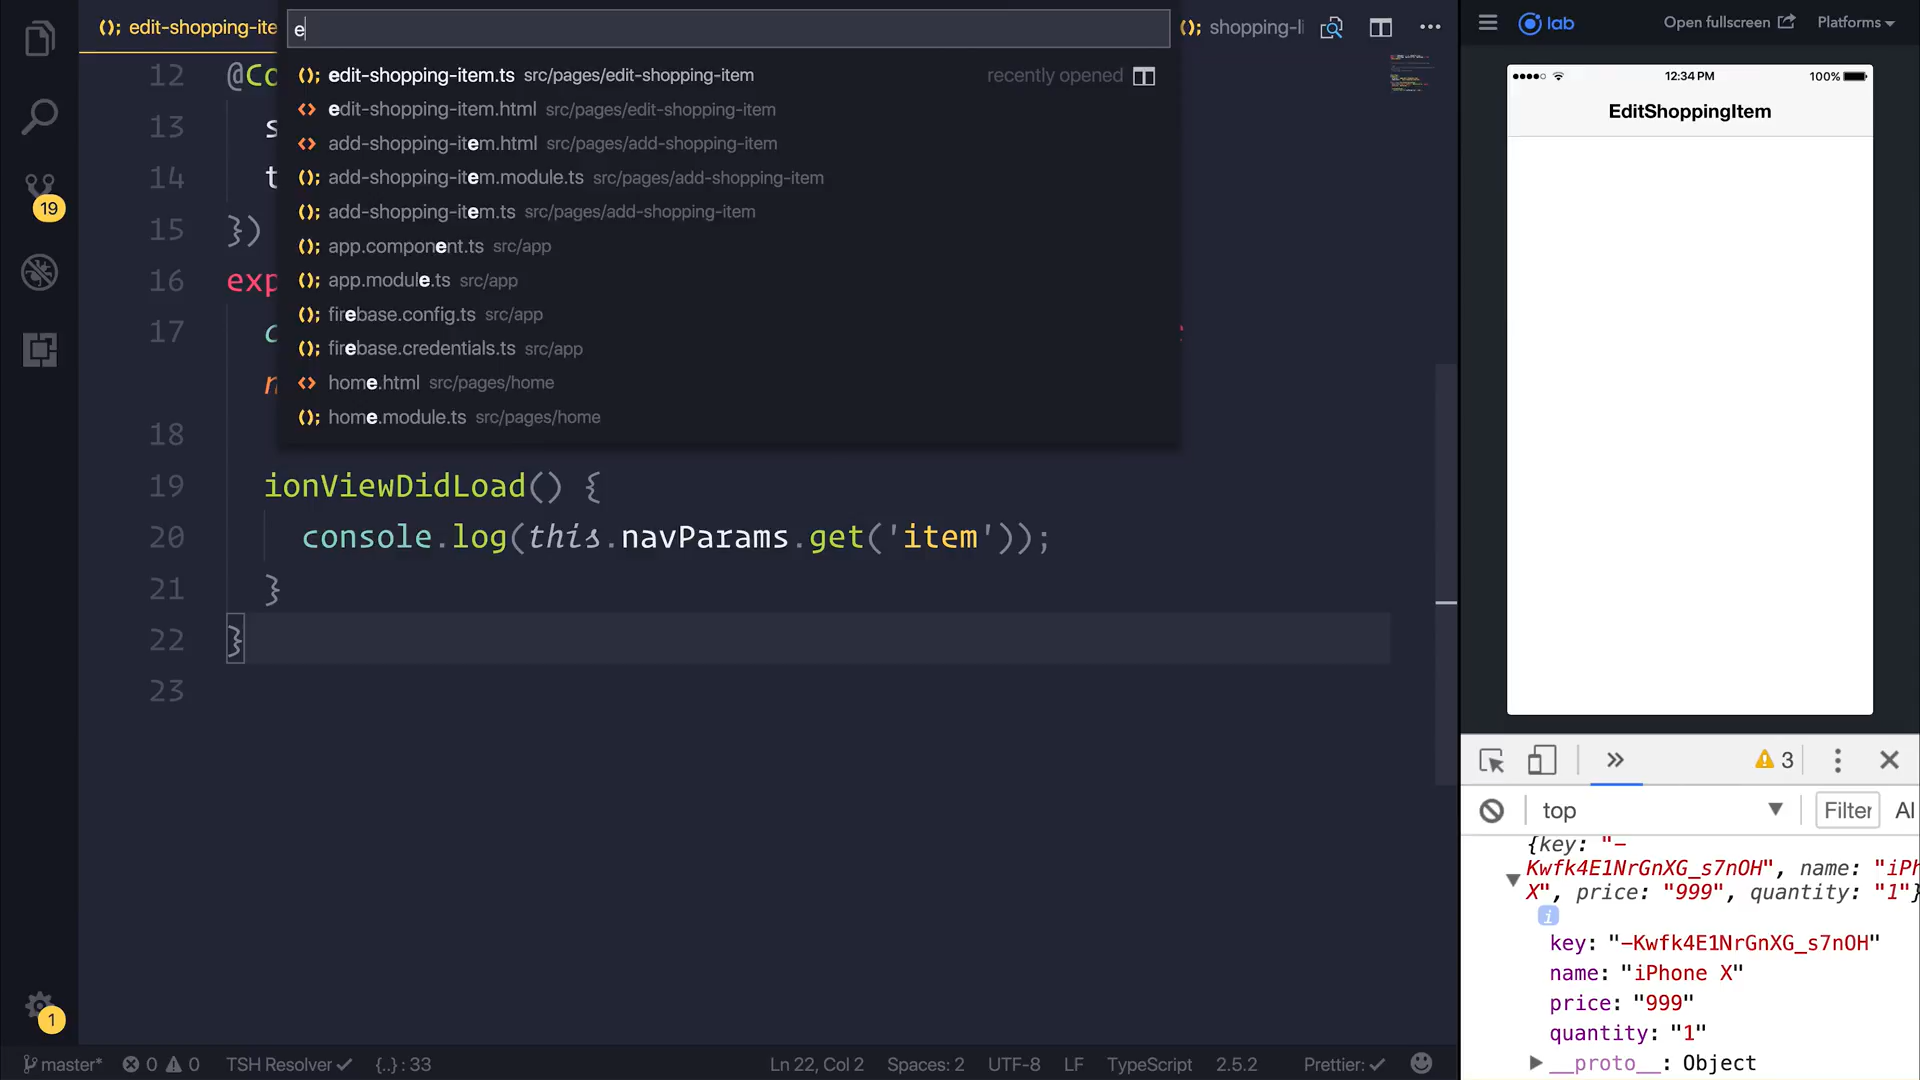 edit-shopping-ite
e
shopping-li
edit-shopping-item.ts src/pages/edit-shopping-item recently opened
edit-shopping-item.html src/pages/edit-shopping-item
add-shopping-item.html src/pages/add-shopping-item
add-shopping-item.module.ts src/pages/add-shopping-item
add-shopping-item.ts src/pages/add-shopping-item
app.component.ts src/app
app.module.ts src/app
firebase.config.ts src/app
firebase.credentials.ts src/app
home.html src/pages/home
home.module.ts src/pages/home
12 @Co
13 s
14 t
15 })
16 exp
17 c
n
18
19 ionViewDidLoad() {
20 console.log(this.navParams.get('item'));
21 }
22 }
23
19
1
master* 0 0 TSH Resolver {..} : 33 Ln 22, Col 2 Spaces: 2 UTF-8 LF TypeScript 2.5.2 Prettier:
lab Open fullscreen Platforms
12:34 PM 100%
EditShoppingItem
3
top Filter Al
{key: "-
Kwfk4E1NrGnXG_s7nOH", name: "iPh
X", price: "999", quantity: "1"}
i
key: "-Kwfk4E1NrGnXG_s7nOH"
name: "iPhone X"
price: "999"
quantity: "1"
__proto__: Object